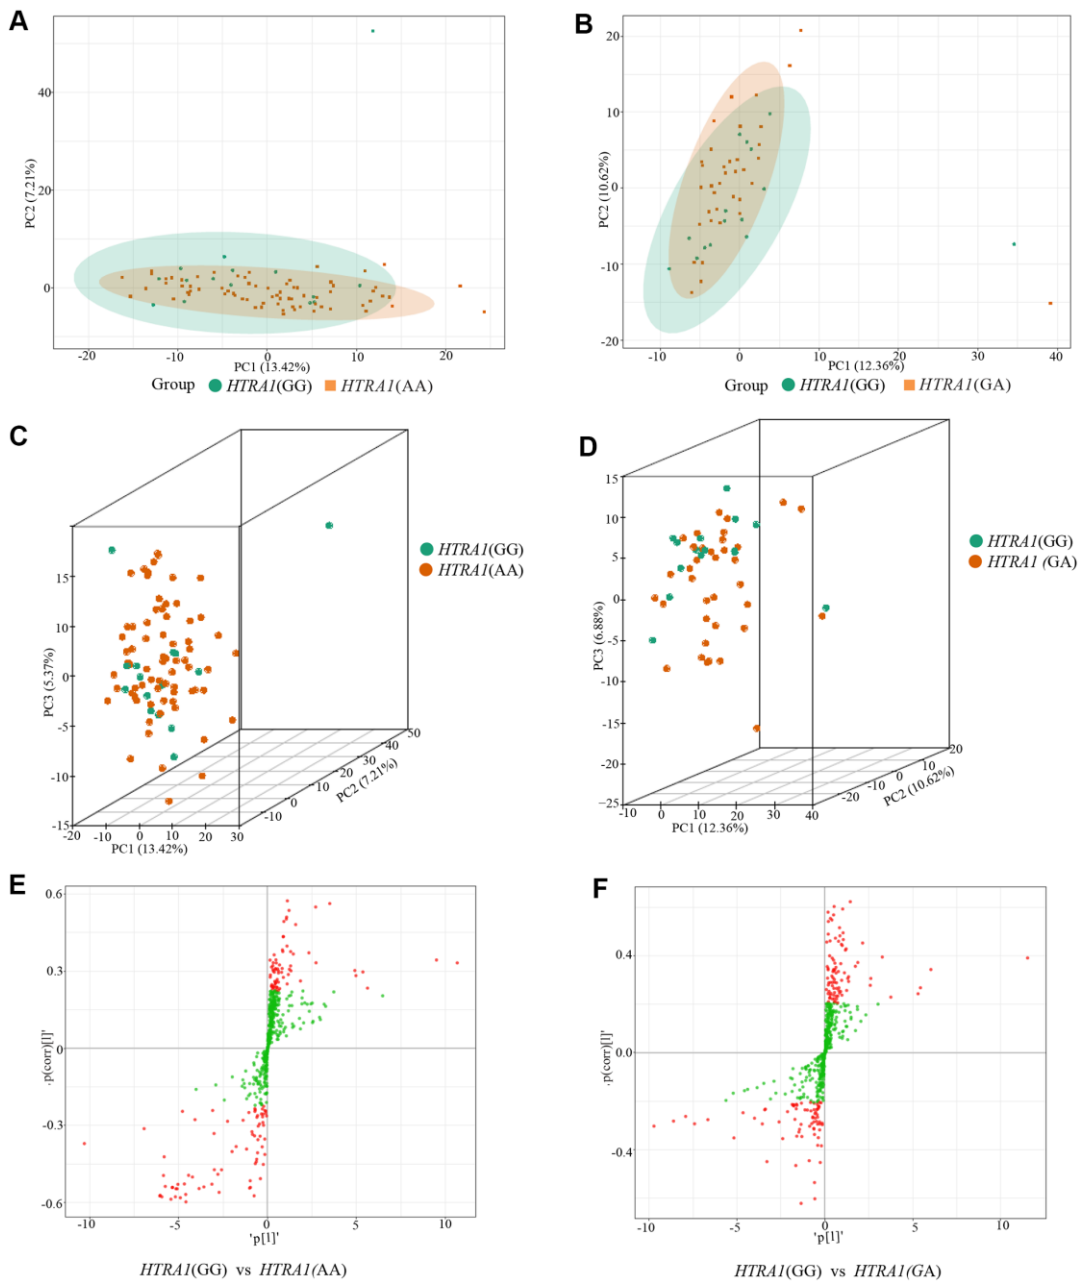 A
PC2 (7.21%)
40
20
0
-20
-10
0
10
20
PC1 (13.42%)
Group HTRA1(GG) HTRA1(AA)
B
PC2 (10.62%)
20
10
0
-10
-20
-10
0
10
20
30
40
PC1 (12.36%)
Group HTRA1(GG) HTRA1(GA)
C
PC3 (5.37%)
15
10
5
0
-5
-10
-15
-20
-10
0
10
20
30
PC1 (13.42%)
-10
0
10
20
30
40
50
PC2 (7.21%)
HTRA1(GG)
HTRA1(AA)
D
PC3 (6.88%)
15
10
5
0
-5
-10
-15
-20
-25
-10
0
10
20
30
40
PC1 (12.36%)
-20
-10
0
10
20
PC2 (10.62%)
HTRA1(GG)
HTRA1 (GA)
E
'p(corr)[l]'
0.6
0.3
0
-0.3
-0.6
-10
-5
0
5
10
'p[1]'
HTRA1(GG) vs HTRA1(AA)
F
'p(corr)[l]'
0.4
0.0
-0.4
-10
-5
0
5
10
'p[1]'
HTRA1(GG) vs HTRA1(GA)